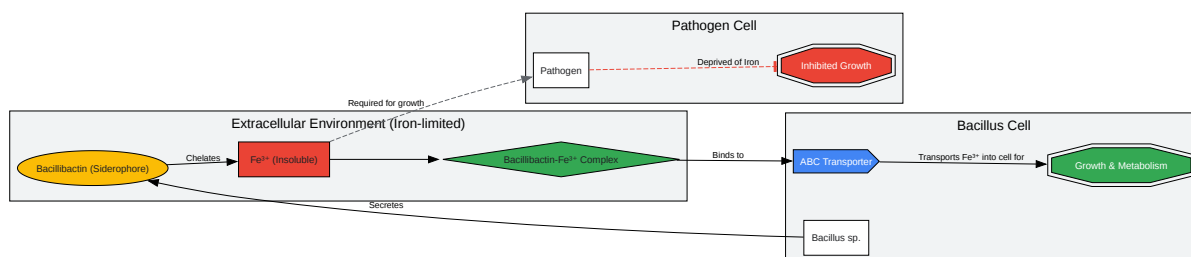 Pathogen Cell
Pathogen
Deprived of Iron
Inhibited Growth
Required for growth
Extracellular Environment (Iron-limited)
Bacillibactin (Siderophore)
Chelates
Fe³⁺ (Insoluble)
Bacillibactin-Fe³⁺ Complex
Binds to
Secretes
Bacillus Cell
ABC Transporter
Transports Fe³⁺ into cell for
Growth & Metabolism
Bacillus sp.